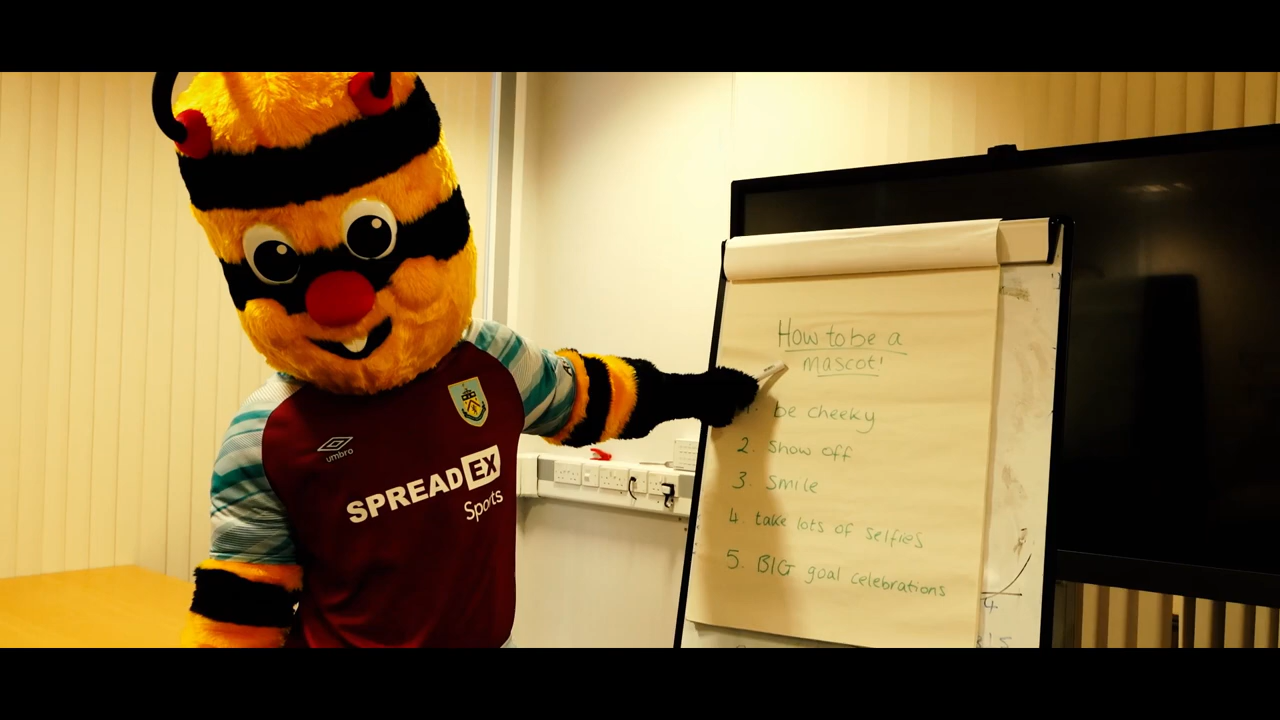 umbro
SPREADEX
Sports
How to be a
mascot!
1. be cheeky
2. Show off
3. Smile
4. take lots of selfies
5. BIG goal celebrations
4